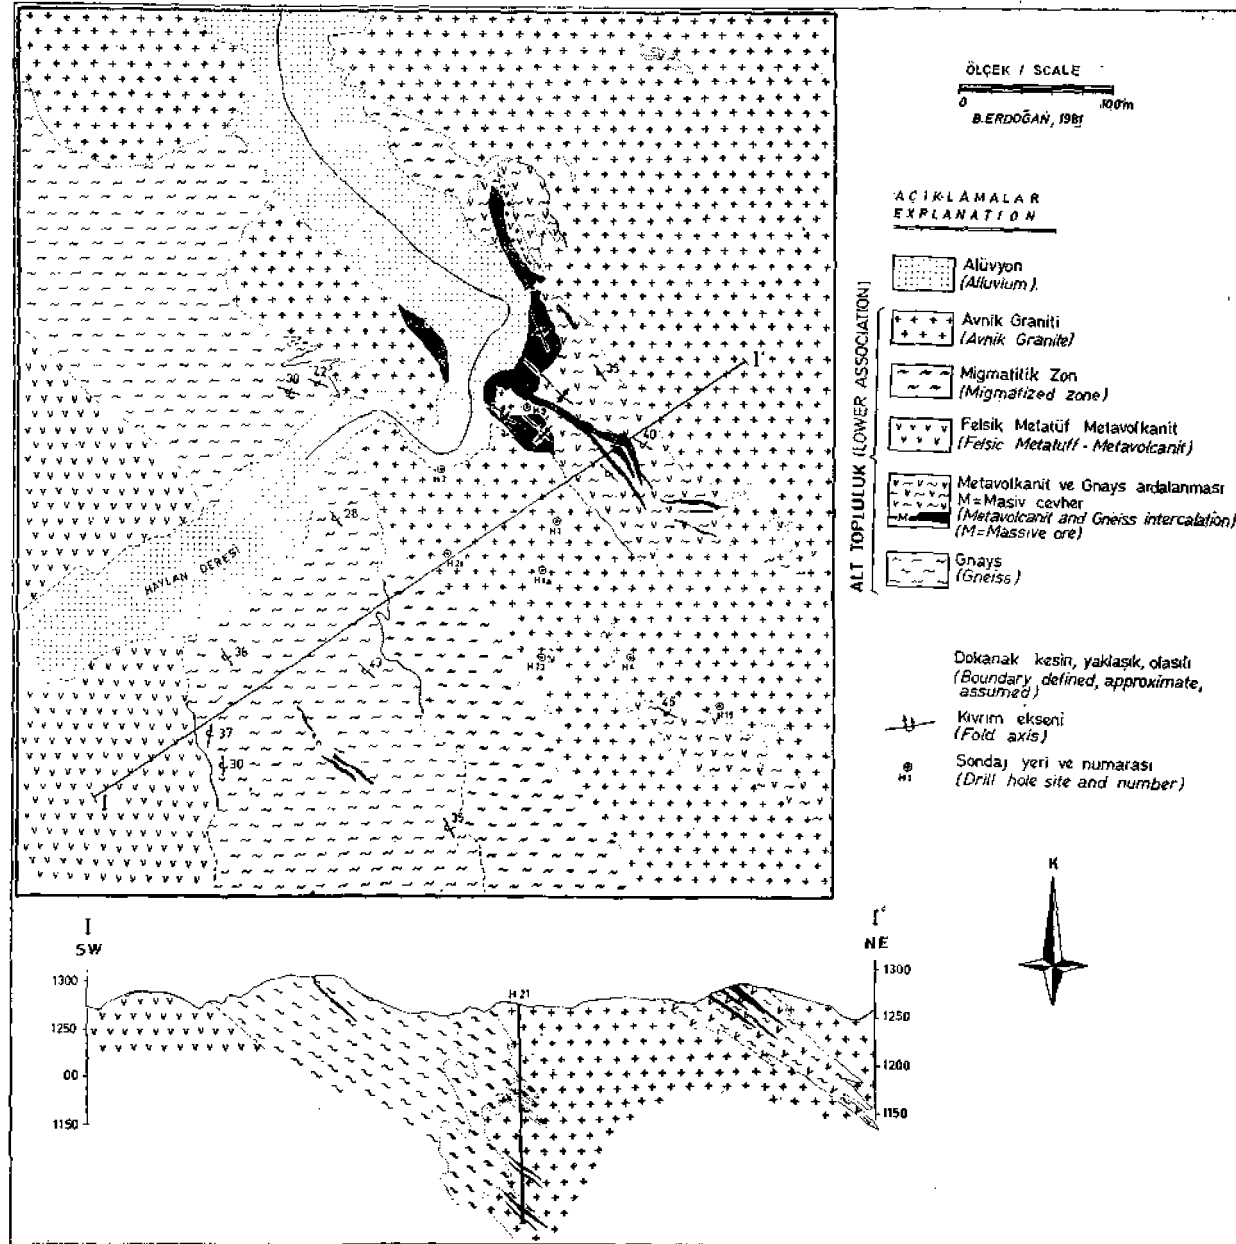 ÖLÇEK / SCALE
0 100m
B.ERDOĞAN, 1981
AÇIKLAMALAR
EXPLANATION
Alüvyon
(Alluvium).
Avnik Graniti
(Avnik Granite)
Migmatitik Zon
(Migmatized zone)
Felsik Metatüf Metavolkanit
(Felsic Metatuff - Metavolcanit)
Metavolkanit ve Gnays ardalanması
M=Masiv cevher
(Metavolcanit and Gneiss intercalation)
(M=Massive ore)
M
Gnays
(Gneiss)
ALT TOPLULUK (LOWER ASSOCIATION)
Dokanak kesin, yaklaşık, olasılı
(Boundary defined, approximate,
assumed)
Kıvrım ekseni
(Fold axis)
Sondaj yeri ve numarası
(Drill hole site and number)
K
I'
35
30
22
40
28
HAYLAN DERESİ
36
42
H4
45
37
30
I
35
I
SW
I'
NE
1300
1250
00
1150
H 21
1300
1250
1200
1150